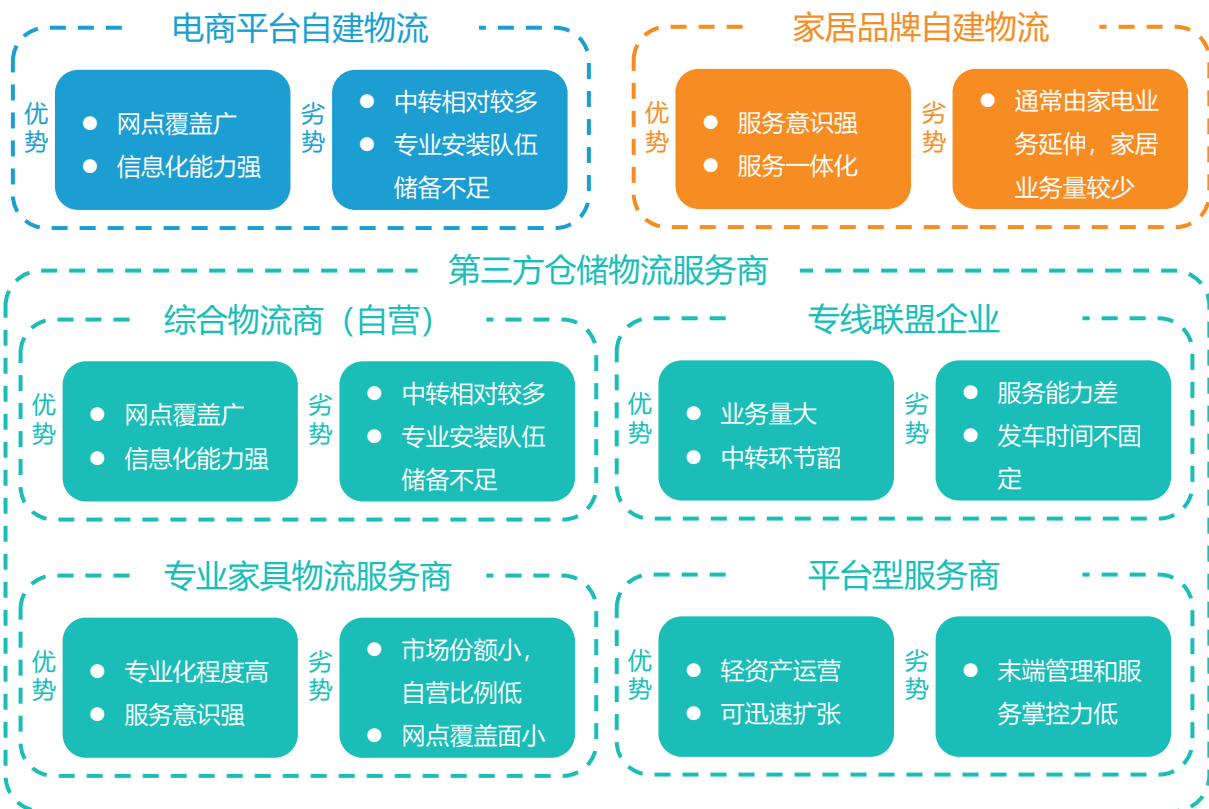 电商平台自建物流
优势
网点覆盖广
信息化能力强
劣势
中转相对较多
专业安装队伍
储备不足
家居品牌自建物流
优势
服务意识强
服务一体化
劣势
通常由家电业
务延伸，家居
业务量较少
第三方仓储物流服务商
综合物流商（自营）
优势
网点覆盖广
信息化能力强
劣势
中转相对较多
专业安装队伍
储备不足
专线联盟企业
优势
业务量大
中转环节韶
劣势
服务能力差
发车时间不固
定
专业家具物流服务商
优势
专业化程度高
服务意识强
劣势
市场份额小，
自营比例低
网点覆盖面小
平台型服务商
优势
轻资产运营
可迅速扩张
劣势
末端管理和服
务掌控力低